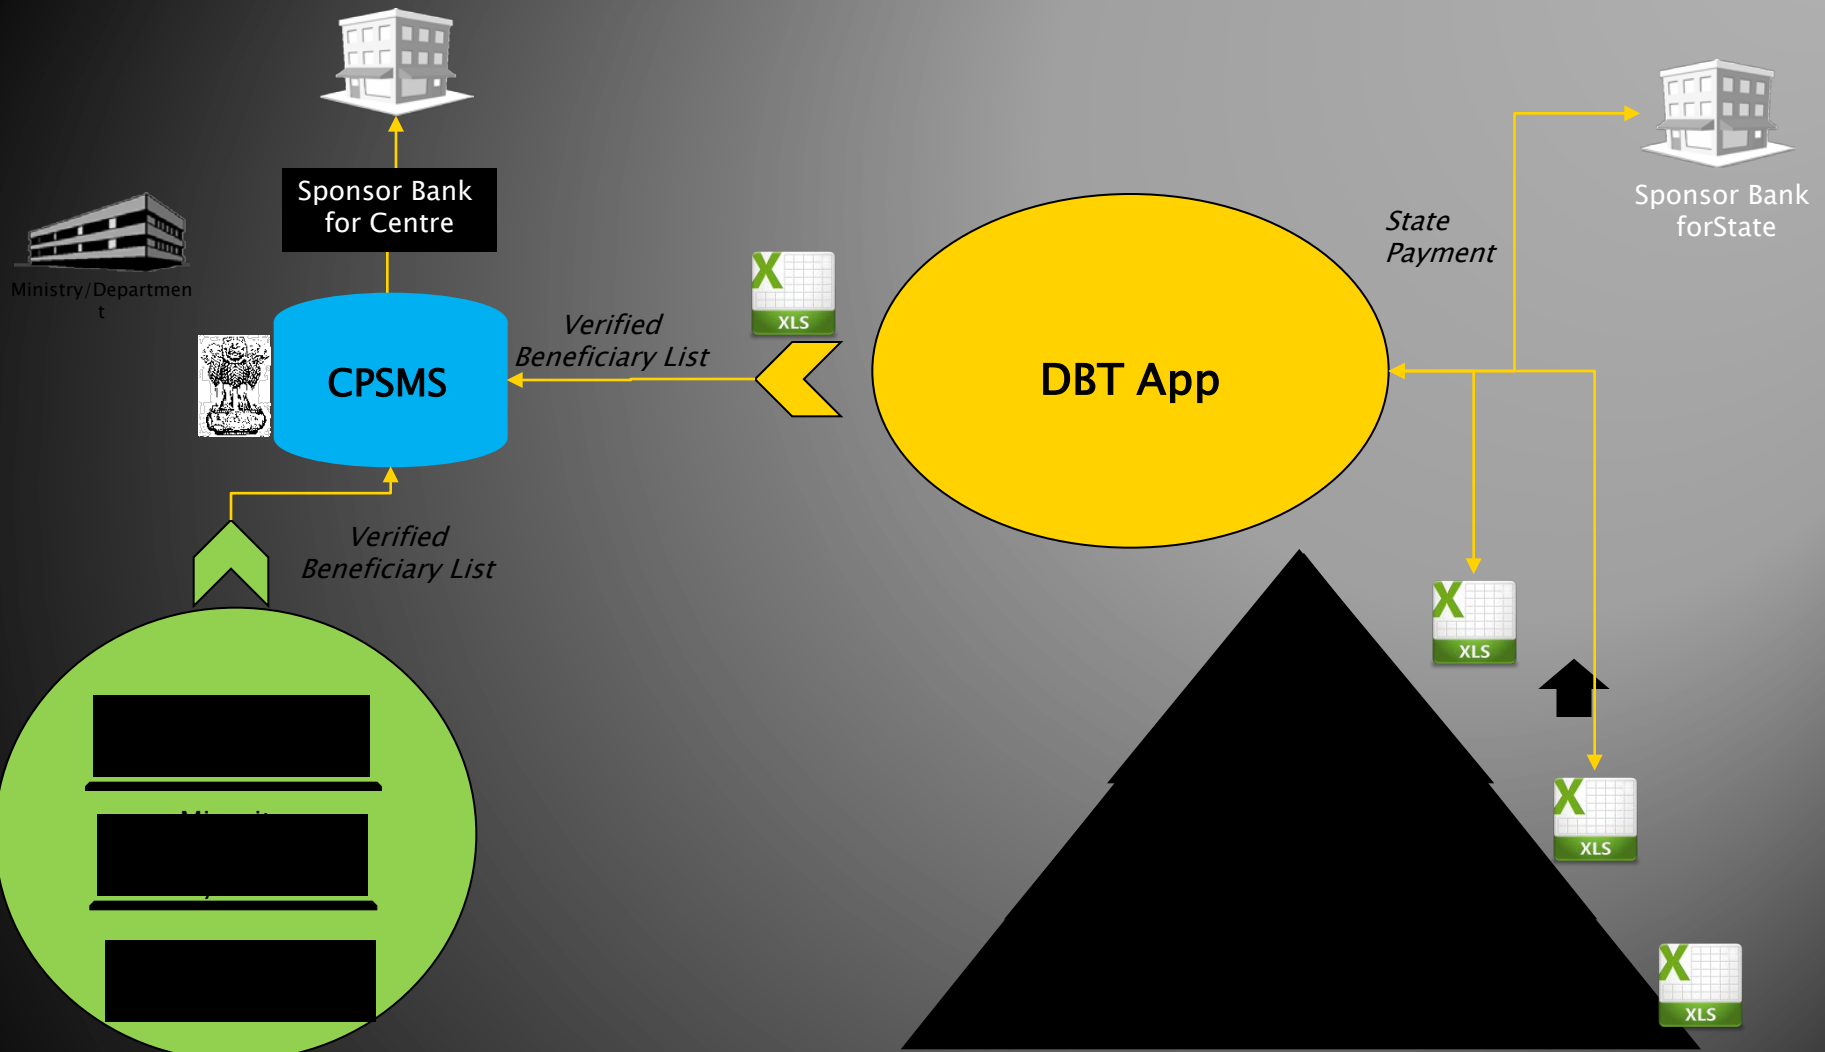 Sponsor Bank
for Centre
Ministry/Departmen
t
Sponsor Bank
forState
State
Payment
XLS
Verified
Beneficiary List
CPSMS
DBT App
Verified
Beneficiary List
XLS
XLS
XLS